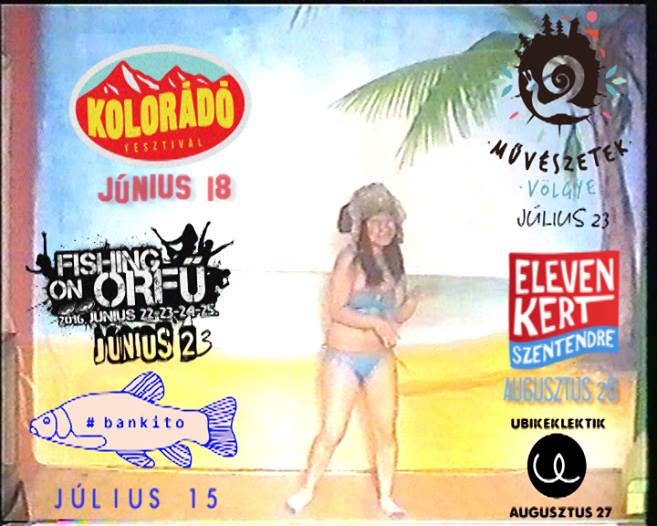 KOLORÁDÓ
FESZTIVÁL
JÚNIUS 18
FISHING
ON ORFŰ
2016. JÚNIUS 22-23-24-25.
JÚNIUS 23
#bankito
JÚLIUS 15
MŰVÉSZETEK
VÖLGYE
JÚLIUS 23
ELEVEN
KERT
SZENTENDRE
AUGUSZTUS 26
UBIKEKLEKTIK
AUGUSZTUS 27